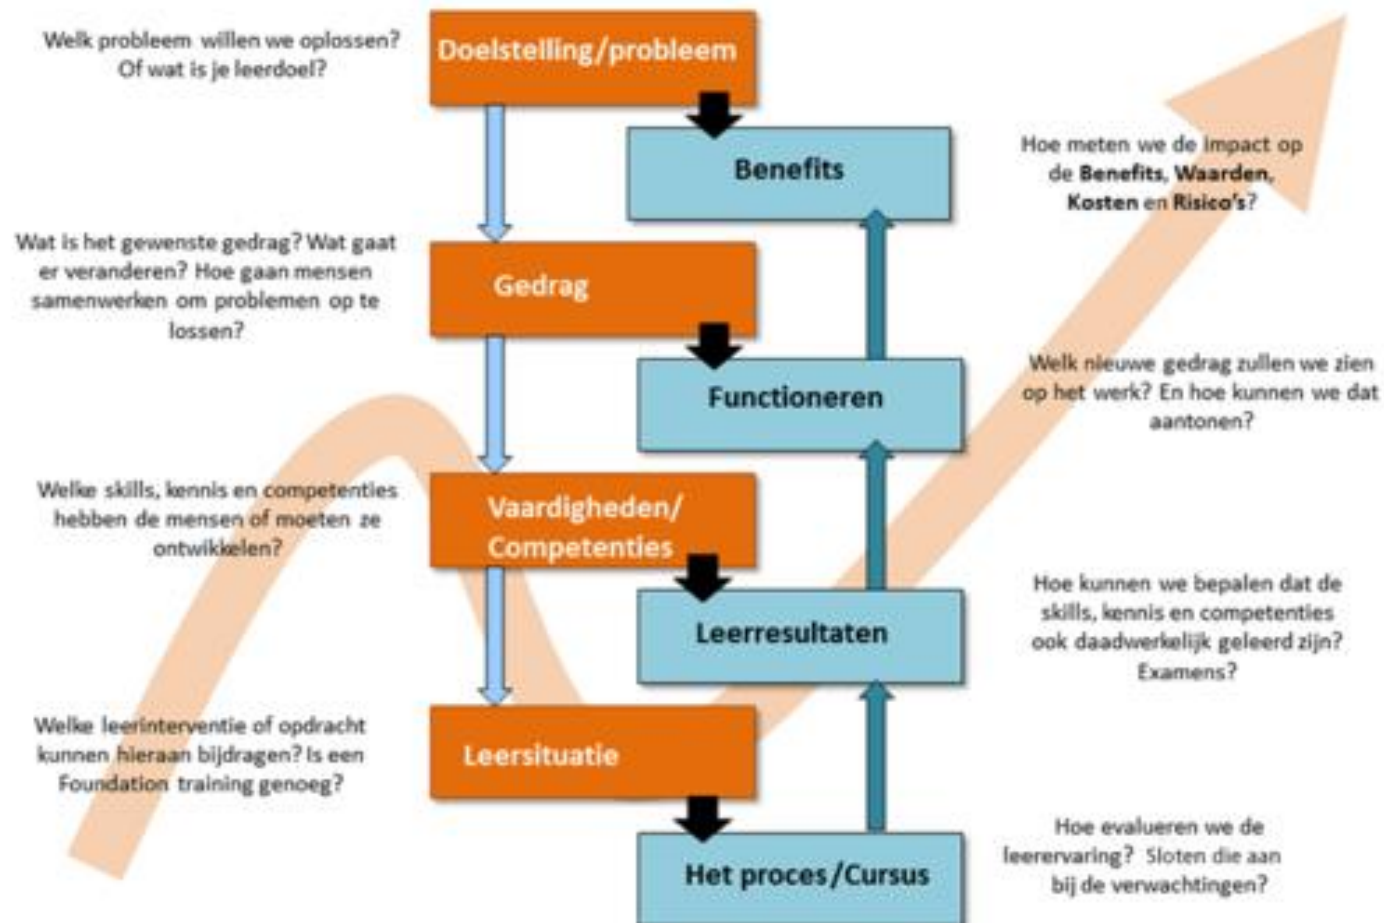 Welk probleem willen we oplossen?
Of wat is je leerdoel?
Doelstelling/probleem
Benefits
Hoe meten we de impact op
de Benefits, Waarden,
Kosten en Risico's?
Wat is het gewenste gedrag? Wat gaat
er veranderen? Hoe gaan mensen
samenwerken om problemen op te
lossen?
Gedrag
Functioneren
Welk nieuwe gedrag zullen we zien
op het werk? En hoe kunnen we dat
aantonen?
Welke skills, kennis en competenties
hebben de mensen of moeten ze
ontwikkelen?
Vaardigheden/
Competenties
Leerresultaten
Hoe kunnen we bepalen dat de
skills, kennis en competenties
ook daadwerkelijk geleerd zijn?
Examens?
Welke leerinterventie of opdracht
kunnen hieraan bijdragen? Is een
Foundation training genoeg?
Leersituatie
Het proces/Cursus
Hoe evalueren we de
leerervaring? Sloten die aan
bij de verwachtingen?